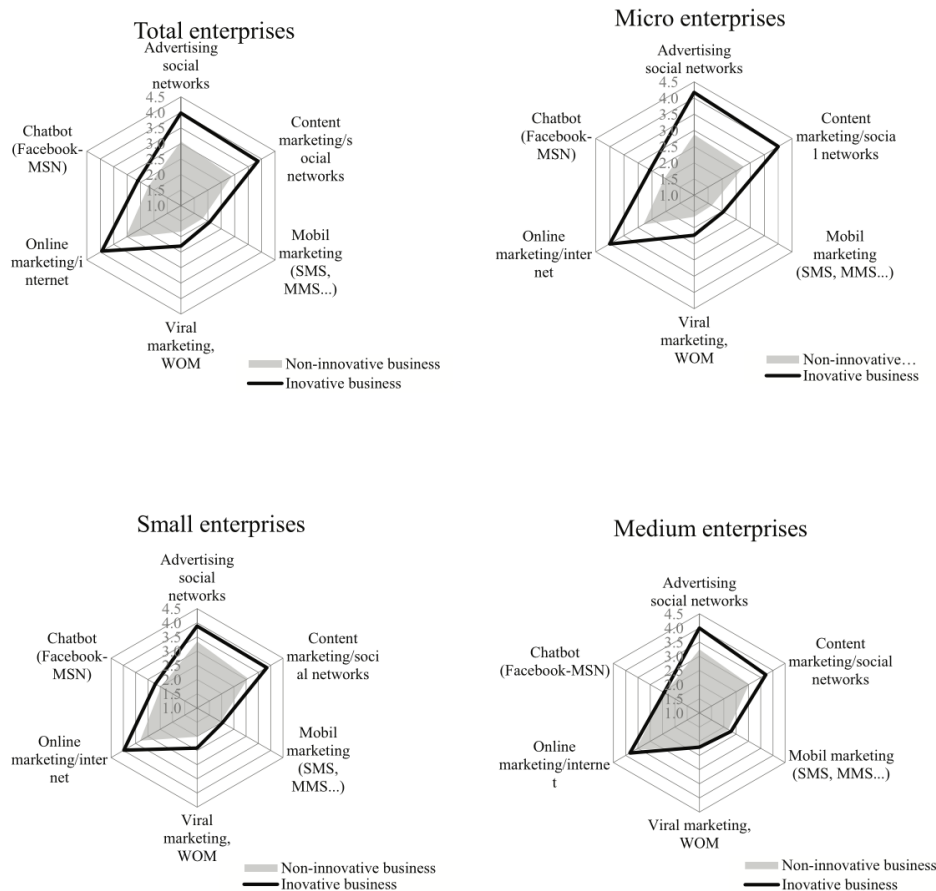 Total enterprises
Advertising
social
networks
4.5
4.0
3.5
3.0
2.5
2.0
1.5
1.0
Content
marketing/s
ocial
networks
Mobil
marketing
(SMS,
MMS...)
Viral
marketing,
WOM
Online
marketing/i
nternet
Chatbot
(Facebook-
MSN)
Non-innovative business
Inovative business
Micro enterprises
Advertising
social networks
4.5
4.0
3.5
3.0
2.5
2.0
1.5
1.0
Content
marketing/socia
l networks
Mobil
marketing
(SMS, MMS...)
Viral
marketing,
WOM
Online
marketing/inter
net
Chatbot
(Facebook-
MSN)
Non-innovative…
Inovative business
Small enterprises
Advertising
social
networks
4.5
4.0
3.5
3.0
2.5
2.0
1.5
1.0
Content
marketing/soci
al networks
Mobil
marketing
(SMS,
MMS...)
Viral
marketing,
WOM
Online
marketing/inter
net
Chatbot
(Facebook-
MSN)
Non-innovative business
Inovative business
Medium enterprises
Advertising
social networks
4.5
4.0
3.5
3.0
2.5
2.0
1.5
1.0
Content
marketing/social
networks
Mobil marketing
(SMS, MMS...)
Viral marketing,
WOM
Online
marketing/interne
t
Chatbot
(Facebook-MSN)
Non-innovative business
Inovative business